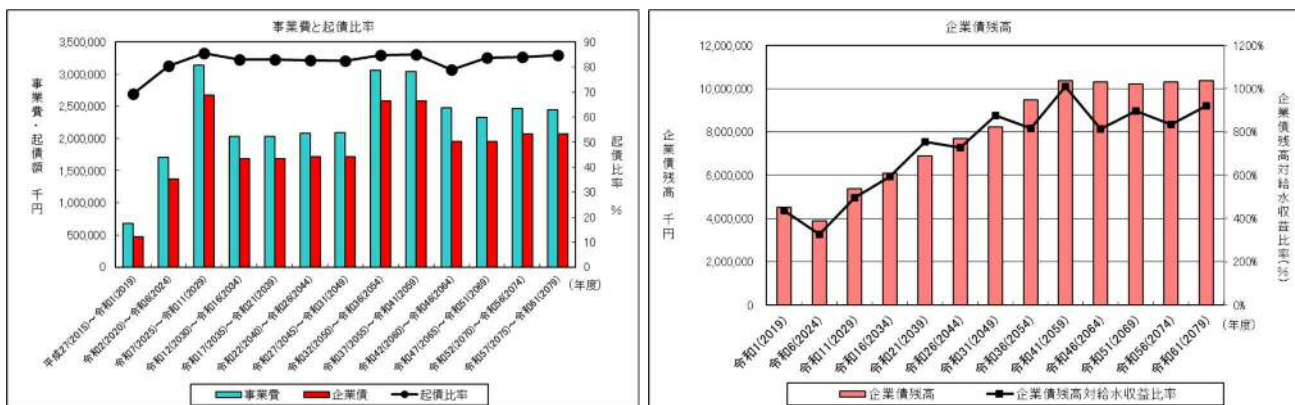 事業費と起債比率
事業費・起債額 千円
3,500,000
3,000,000
2,500,000
2,000,000
1,500,000
1,000,000
500,000
0
90
80
70
60
50
40
30
20
10
0
起債比率 %
平成27(2015)～令和1(2019)
令和2(2020)～令和6(2024)
令和7(2025)～令和11(2029)
令和12(2030)～令和16(2034)
令和17(2035)～令和21(2039)
令和22(2040)～令和26(2044)
令和27(2045)～令和31(2049)
令和32(2050)～令和36(2054)
令和37(2055)～令和41(2059)
令和42(2060)～令和46(2064)
令和47(2065)～令和51(2069)
令和52(2070)～令和56(2074)
令和57(2075)～令和61(2079)
(年度)
事業費 企業債 起債比率
企業債残高
企業債残高 千円
12,000,000
10,000,000
8,000,000
6,000,000
4,000,000
2,000,000
0
1200%
1000%
800%
600%
400%
200%
0%
企業債残高対給水収益比率(%)
令和1(2019)
令和6(2024)
令和11(2029)
令和16(2034)
令和21(2039)
令和26(2044)
令和31(2049)
令和36(2054)
令和41(2059)
令和46(2064)
令和51(2069)
令和56(2074)
令和61(2079)
(年度)
企業債残高 企業債残高対給水収益比率